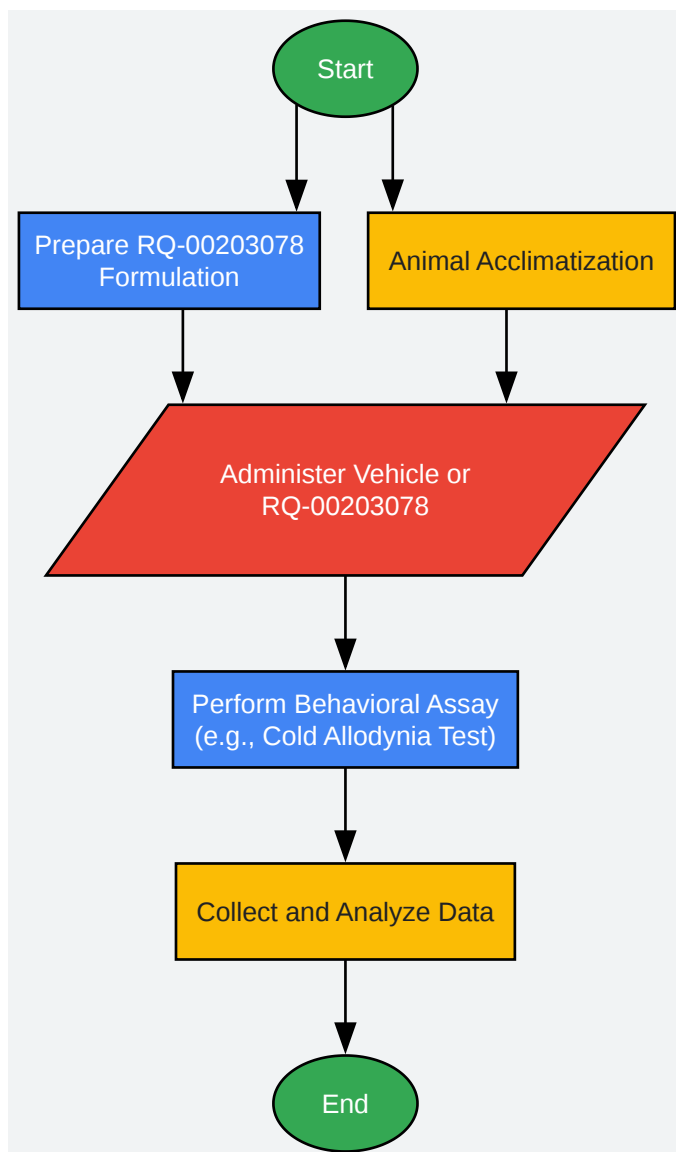 Start
Prepare RQ-00203078
Formulation
Animal Acclimatization
Administer Vehicle or
RQ-00203078
Perform Behavioral Assay
(e.g., Cold Allodynia Test)
Collect and Analyze Data
End